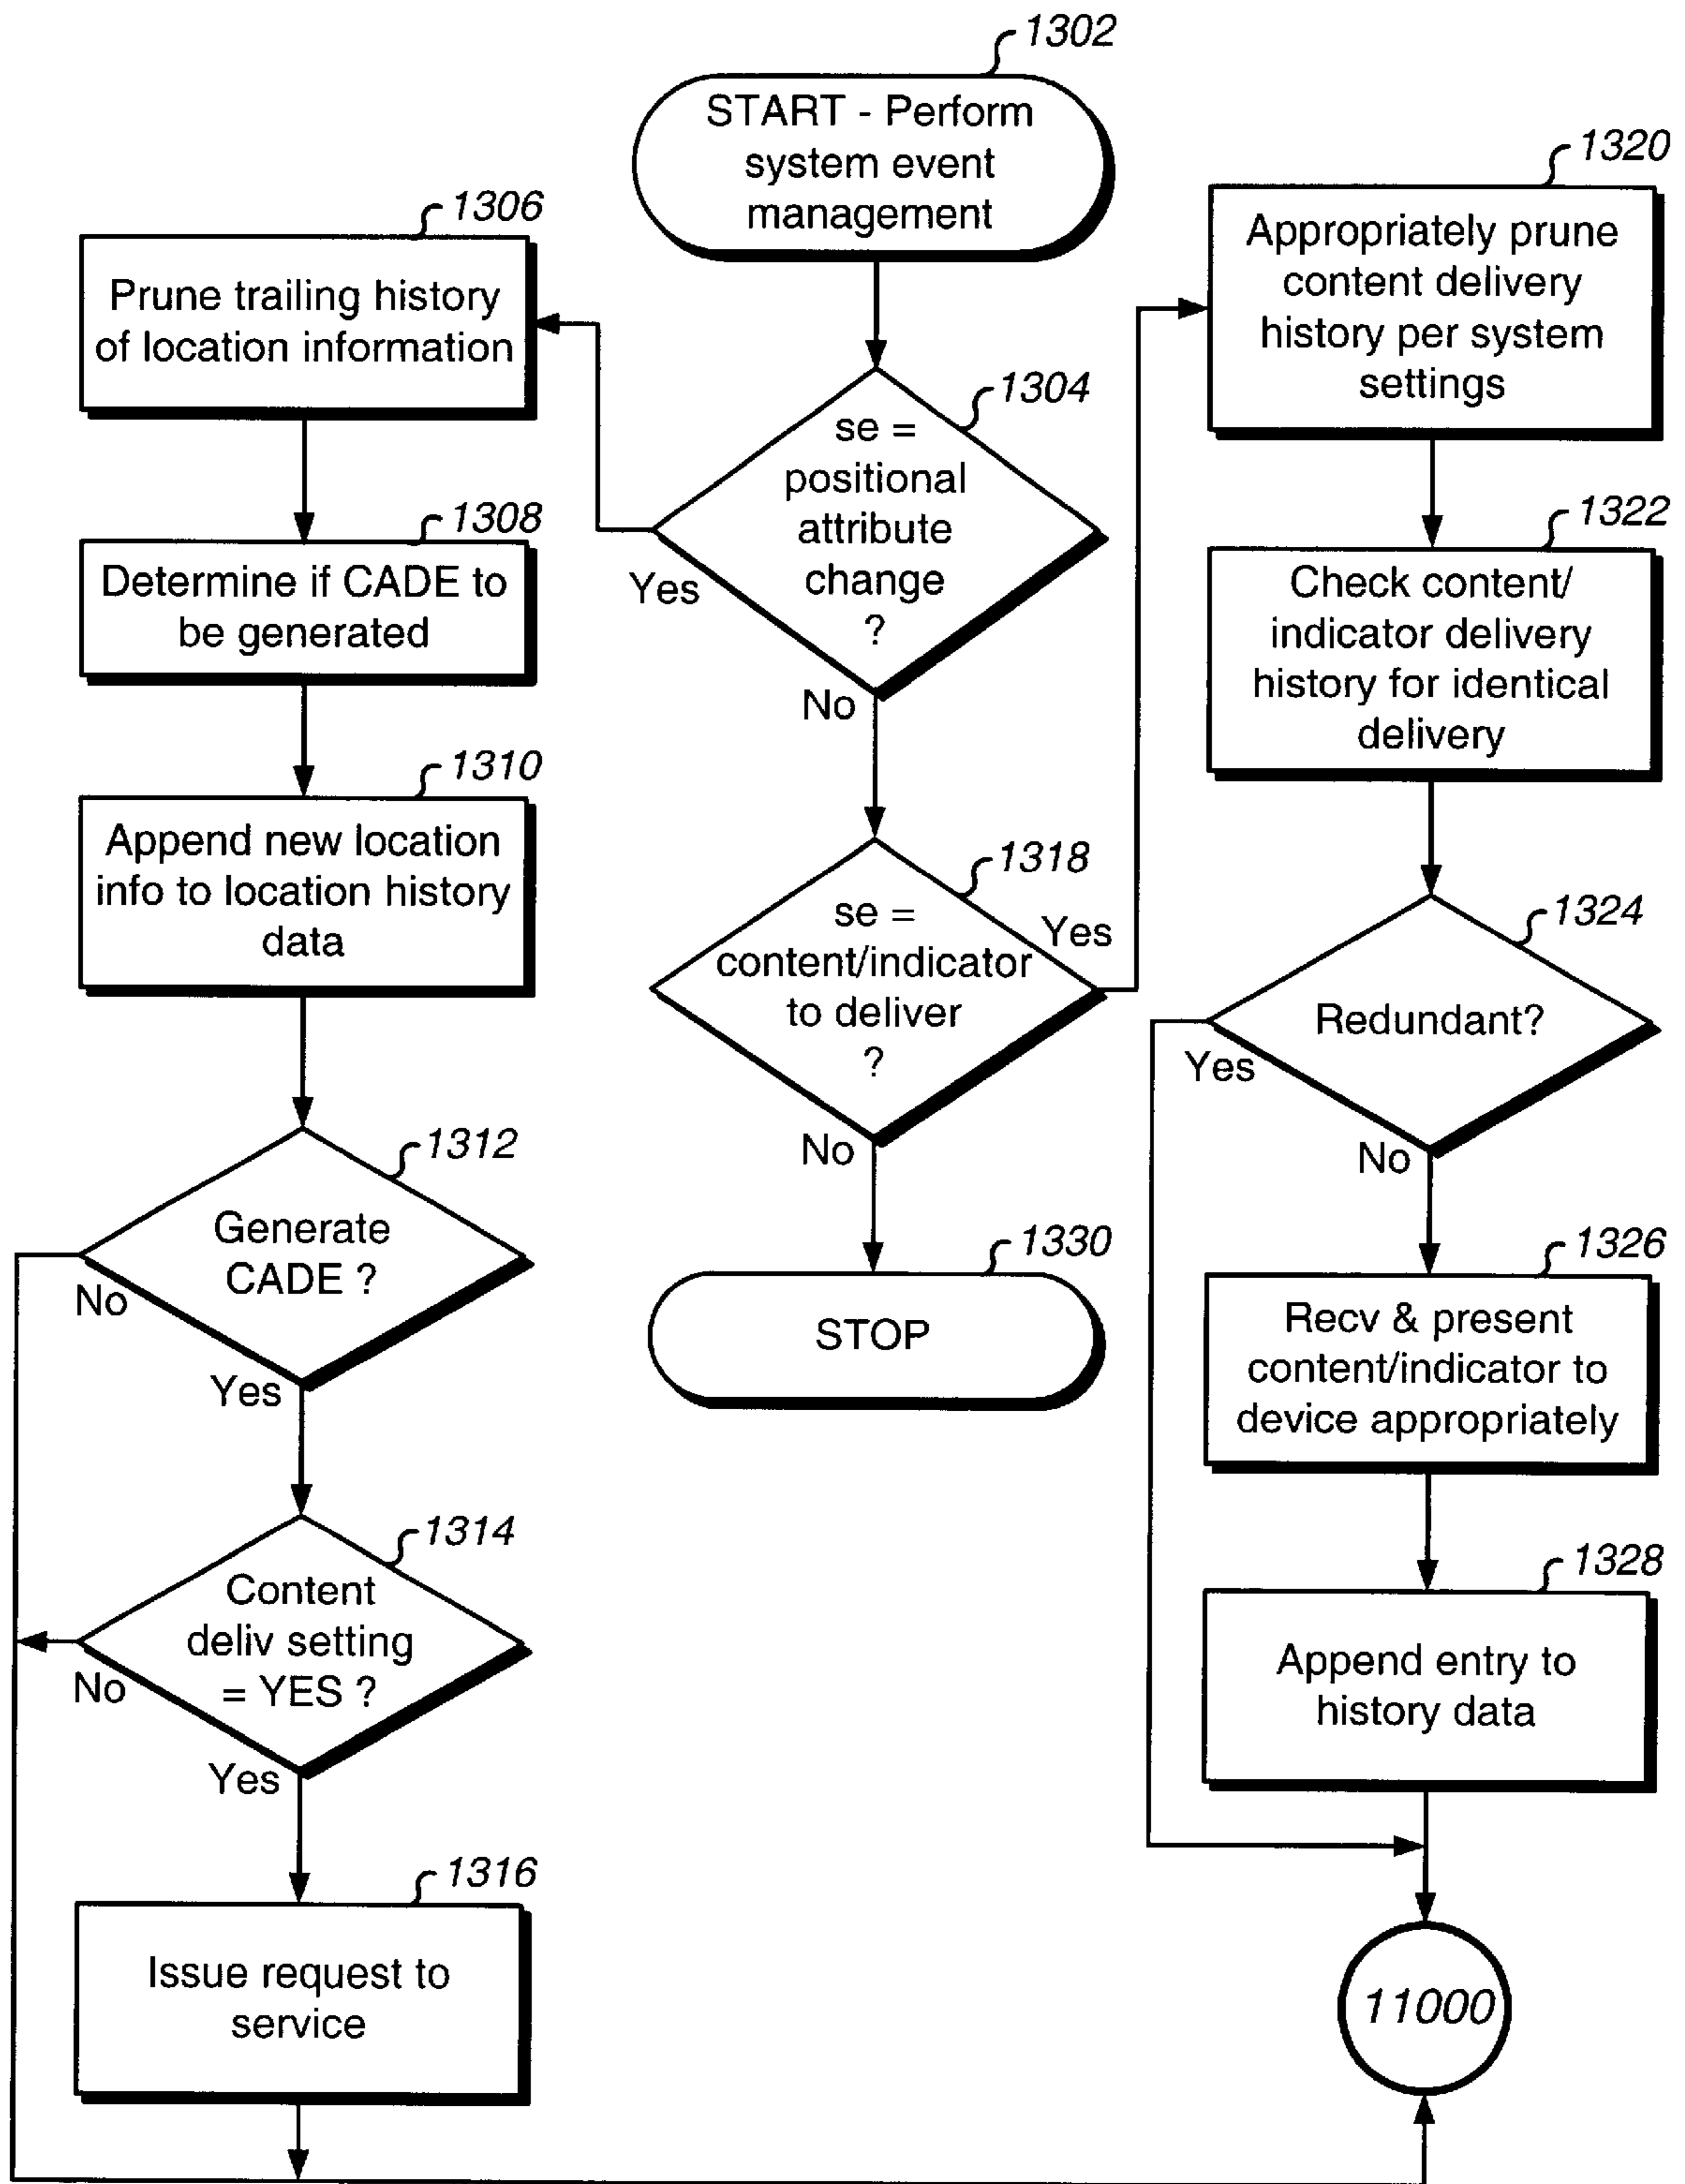 1302
START - Perform
system event
management
1304
se =
positional
attribute
change
?
Yes
No
1306
Prune trailing history
of location information
1308
Determine if CADE to
be generated
1310
Append new location
info to location history
data
1312
Generate
CADE ?
No
Yes
1314
Content
deliv setting
= YES ?
No
Yes
1316
Issue request to
service
1318
se =
content/indicator
to deliver
?
Yes
No
1330
STOP
1320
Appropriately prune
content delivery
history per system
settings
1322
Check content/
indicator delivery
history for identical
delivery
1324
Redundant?
Yes
No
1326
Recv & present
content/indicator to
device appropriately
1328
Append entry to
history data
11000